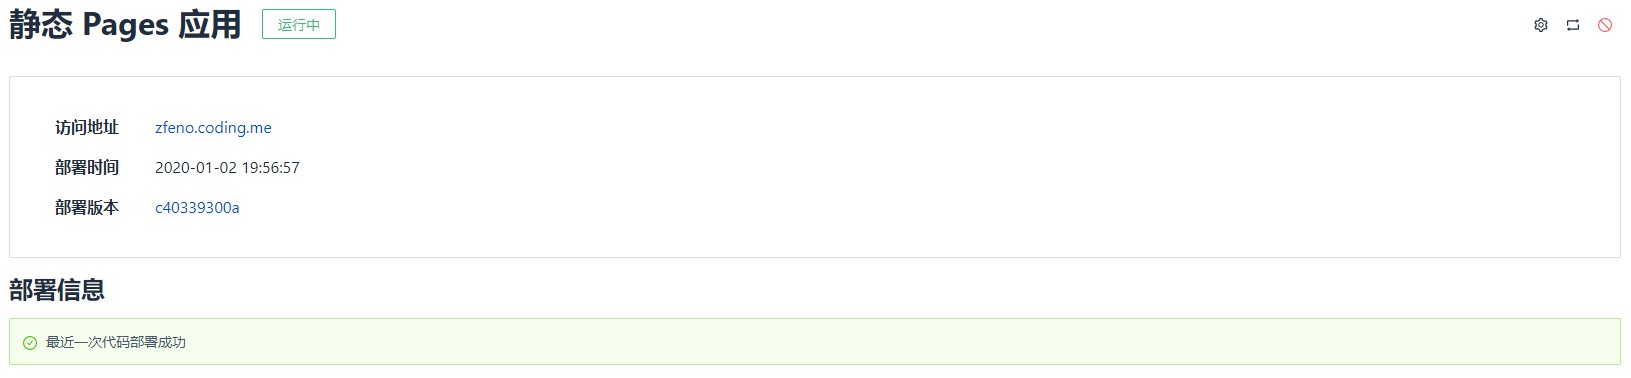 静态 Pages 应用 运行中
访问地址 zfeno.coding.me
部署时间 2020-01-02 19:56:57
部署版本 c40339300a
部署信息
最近一次代码部署成功